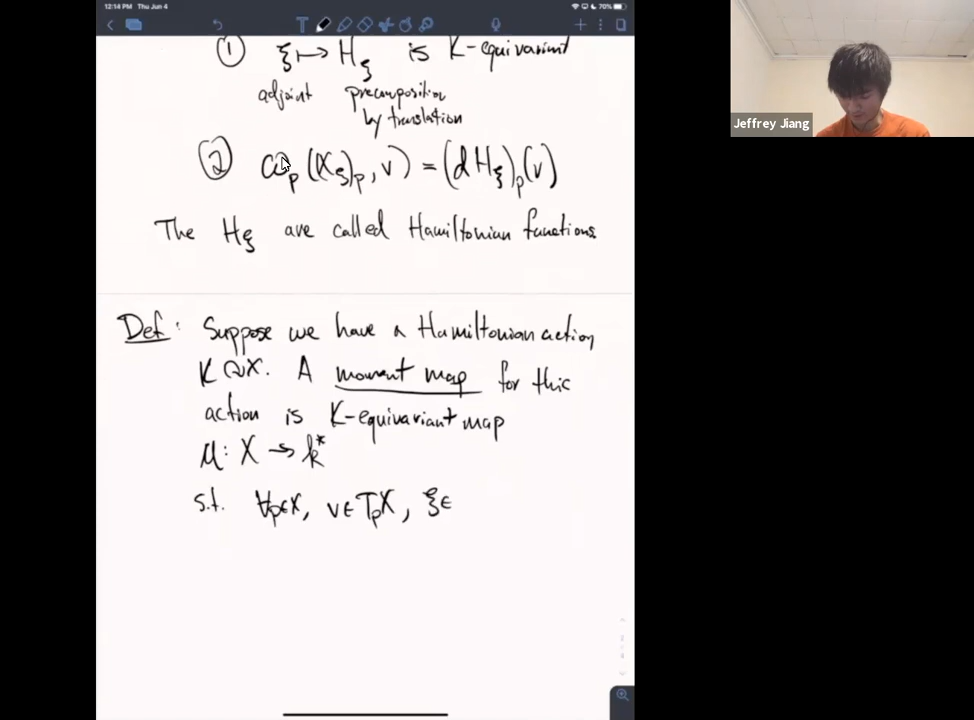 12:14 PM Thu Jun 4
70%
① ξ ↦ H_ξ is K-equivariant
adjoint precomposition
by translation
② ω_p (X_ξ)_p, v) = (dH_ξ)_p(v)
The H_ξ are called Hamiltonian functions.
Def: Suppose we have a Hamiltonian action
K ↷ X. A moment map for this
action is K-equivariant map
μ: X → k*
s.t. ∀p∈X, v∈T_pX, ξ∈
Jeffrey Jiang